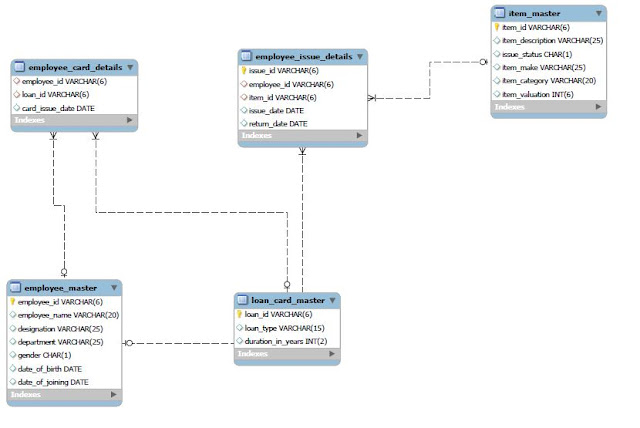 employee_card_details
employee_id VARCHAR(6)
loan_id VARCHAR(6)
card_issue_date DATE
Indexes
employee_issue_details
issue_id VARCHAR(6)
employee_id VARCHAR(6)
item_id VARCHAR(6)
issue_date DATE
return_date DATE
Indexes
item_master
item_id VARCHAR(6)
item_description VARCHAR(25)
issue_status CHAR(1)
item_make VARCHAR(25)
item_category VARCHAR(20)
item_valuation INT(6)
Indexes
employee_master
employee_id VARCHAR(6)
employee_name VARCHAR(20)
designation VARCHAR(25)
department VARCHAR(25)
gender CHAR(1)
date_of_birth DATE
date_of_joining DATE
Indexes
loan_card_master
loan_id VARCHAR(6)
loan_type VARCHAR(15)
duration_in_years INT(2)
Indexes